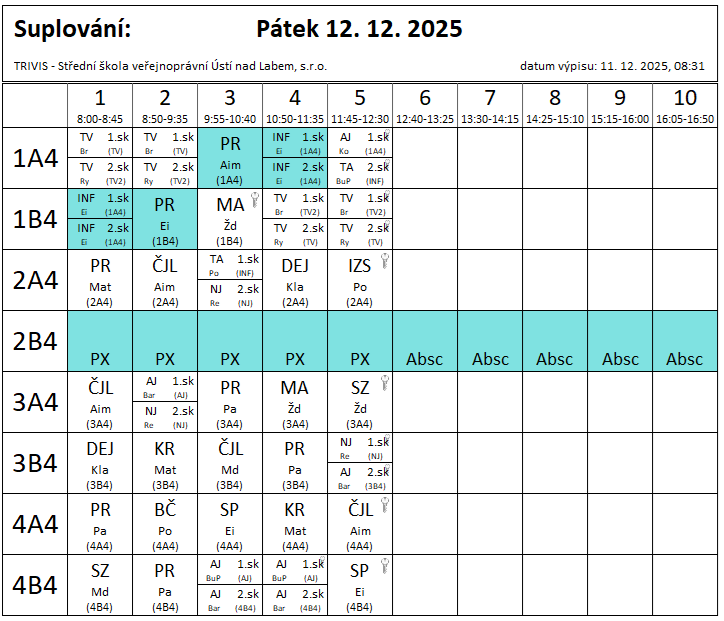 Suplování: Pátek 12. 12. 2025
TRIVIS - Střední škola veřejnoprávní Ústí nad Labem, s.r.o. datum výpisu: 11. 12. 2025, 08:31
1 2 3 4 5 6 7 8 9 10
8:00-8:45 8:50-9:35 9:55-10:40 10:50-11:35 11:45-12:30 12:40-13:25 13:30-14:15 14:25-15:10 15:15-16:00 16:05-16:50
1A4
TV 1.sk TV 1.sk PR INF 1.sk AJ 1.sk
Br (TV) Br (TV) Aim Ei (1A4) Ko (1A4)
TV 2.sk TV 2.sk (1A4) INF 2.sk TA 2.sk
Ry (TV2) Ry (TV2) Ei (1A4) BuP (INF)
1B4
INF 1.sk PR MA TV 1.sk TV 1.sk
Ei (1A4) Ei Žd Br (TV2) Br (TV2)
INF 2.sk (1B4) (1B4) TV 2.sk TV 2.sk
Ei (1A4) Ry (TV) Ry (TV)
2A4
PR ČJL TA 1.sk DEJ IZS
Mat Aim Po (INF) Kla Po
(2A4) (2A4) NJ 2.sk (2A4) (2A4)
Re (NJ)
2B4
PX PX PX PX PX Absc Absc Absc Absc Absc
3A4
ČJL AJ 1.sk PR MA SZ
Aim Bar (AJ) Pa Žd Žd
(3A4) NJ 2.sk (3A4) (3A4) (3A4)
Re (NJ)
3B4
DEJ KR ČJL PR NJ 1.sk
Kla Mat Md Pa Re (NJ)
(3B4) (3B4) (3B4) (3B4) AJ 2.sk
Bar (3B4)
4A4
PR BČ SP KR ČJL
Pa Po Ei Mat Aim
(4A4) (4A4) (4A4) (4A4) (4A4)
4B4
SZ PR AJ 1.sk AJ 1.sk SP
Md Pa BuP (AJ) BuP (AJ) Ei
(4B4) (4B4) AJ 2.sk AJ 2.sk (4B4)
Bar (4B4) Bar (4B4)